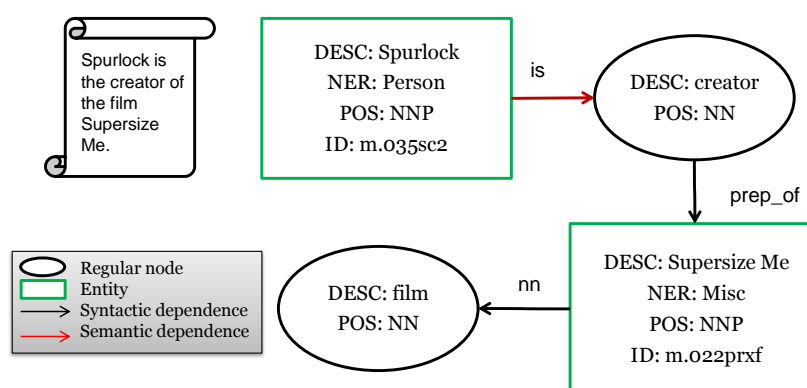 Spurlock is
the creator of
the film
Supersize
Me.
DESC: Spurlock
NER: Person
POS: NNP
ID: m.035sc2
is
DESC: creator
POS: NN
prep_of
Regular node
Entity
Syntactic dependence
Semantic dependence
DESC: film
POS: NN
nn
DESC: Supersize Me
NER: Misc
POS: NNP
ID: m.022prxf